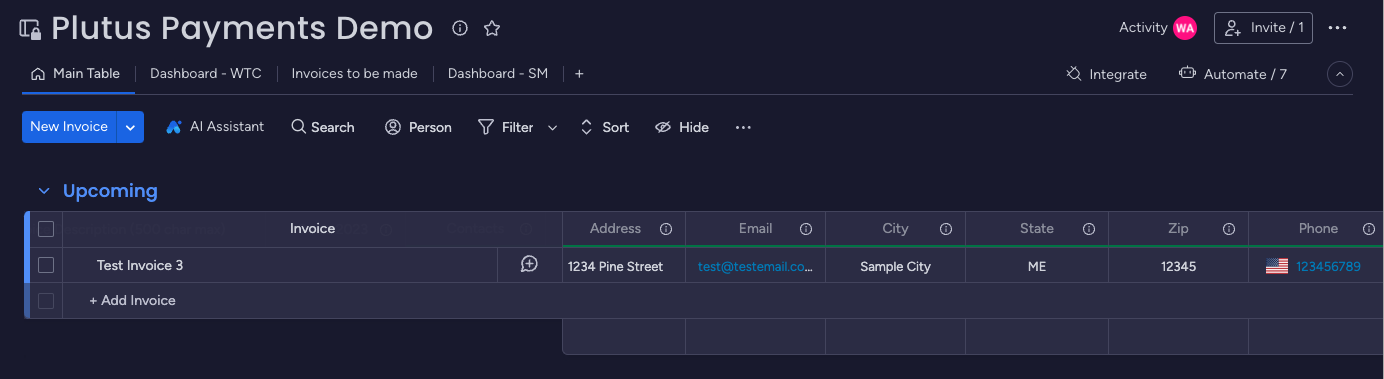 Plutus Payments Demo
Activity WA Invite / 1
Main Table Dashboard - WTC Invoices to be made Dashboard - SM + Integrate Automate / 7
New Invoice AI Assistant Search Person Filter Sort Hide
Upcoming
Invoice Address Email City State Zip Phone
Test Invoice 3 1234 Pine Street test@testemail.co... Sample City ME 12345 123456789
+ Add Invoice